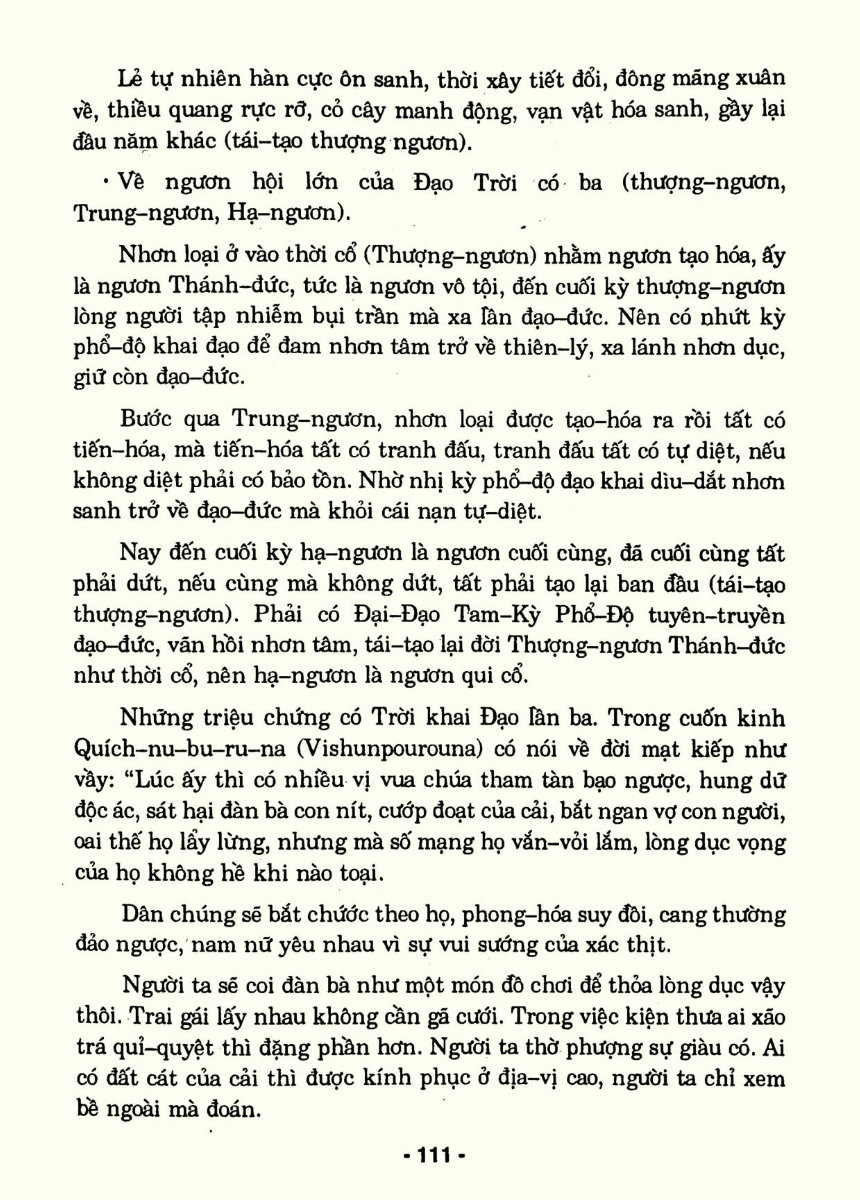 Lẻ tự nhiên hàn cực ôn sanh, thời xây tiết đổi, đông mãng xuân
về, thiều quang rực rỡ, cỏ cây manh động, vạn vật hóa sanh, gầy lại
đầu năm khác (tái–tạo thượng ngươn).
· Về ngươn hội lớn của Đạo Trời có ba (thượng–ngươn,
Trung–ngươn, Hạ–ngươn).
Nhơn loại ở vào thời cổ (Thượng–ngươn) nhằm ngươn tạo hóa, ấy
là ngươn Thánh–đức, tức là ngươn vô tội, đến cuối kỳ thượng–ngươn
lòng người tập nhiễm bụi trần mà xa lần đạo–đức. Nên có nhứt kỳ
phổ–độ khai đạo để đam nhơn tâm trở về thiên–lý, xa lánh nhơn dục,
giữ còn đạo–đức.
Bước qua Trung–ngươn, nhơn loại được tạo–hóa ra rồi tất có
tiến–hóa, mà tiến–hóa tất có tranh đấu, tranh đấu tất có tự diệt, nếu
không diệt phải có bảo tồn. Nhờ nhị kỳ phổ–độ đạo khai dìu–dắt nhơn
sanh trở về đạo–đức mà khỏi cái nạn tự–diệt.
Nay đến cuối kỳ hạ–ngươn là ngươn cuối cùng, đã cuối cùng tất
phải dứt, nếu cùng mà không dứt, tất phải tạo lại ban đầu (tái–tạo
thượng–ngươn). Phải có Đại–Đạo Tam–Kỳ Phổ–Độ tuyên–truyền
đạo–đức, vãn hồi nhơn tâm, tái–tạo lại đời Thượng–ngươn Thánh–đức
như thời cổ, nên hạ–ngươn là ngươn qui cổ.
Những triệu chứng có Trời khai Đạo lần ba. Trong cuốn kinh
Quích–nu–bu–ru–na (Vishunpourouna) có nói về đời mạt kiếp như
vầy: “Lúc ấy thì có nhiều vị vua chúa tham tàn bạo ngược, hung dữ
độc ác, sát hại đàn bà con nít, cướp đoạt của cải, bắt ngan vợ con người,
oai thế họ lẫy lừng, nhưng mà số mạng họ vắn–vỏi lắm, lòng dục vọng
của họ không hề khi nào toại.
Dân chúng sẽ bắt chước theo họ, phong–hóa suy đồi, cang thường
đảo ngược, nam nữ yêu nhau vì sự vui sướng của xác thịt.
Người ta sẽ coi đàn bà như một món đồ chơi để thỏa lòng dục vậy
thôi. Trai gái lấy nhau không cần gã cưới. Trong việc kiện thưa ai xão
trá quỉ–quyệt thì đặng phần hơn. Người ta thờ phượng sự giàu có. Ai
có đất cát của cải thì được kính phục ở địa–vị cao, người ta chỉ xem
bề ngoài mà đoán.
- 111 -